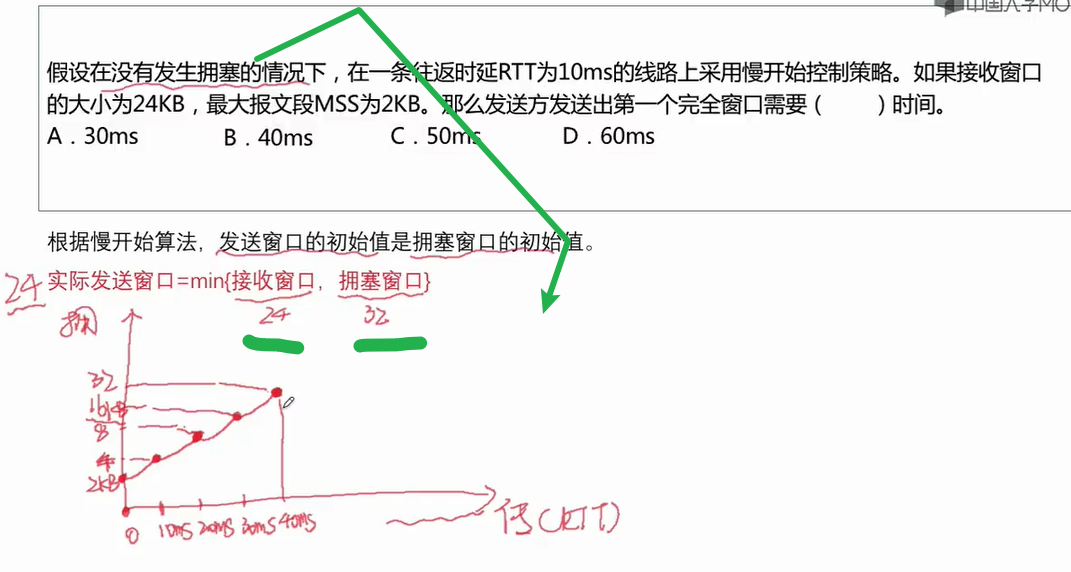 中国大学MO
假设在没有发生拥塞的情况下，在一条往返时延RTT为10ms的线路上采用慢开始控制策略。如果接收窗口
的大小为24KB，最大报文段MSS为2KB。那么发送方发送出第一个完全窗口需要（　　）时间。
A．30ms B．40ms C．50ms D．60ms
根据慢开始算法，发送窗口的初始值是拥塞窗口的初始值。
24 实际发送窗口=min{接收窗口，拥塞窗口}
24 32
拥
32
16KB
8
4
2KB
0 10ms 20ms 30ms 40ms
传(RTT)